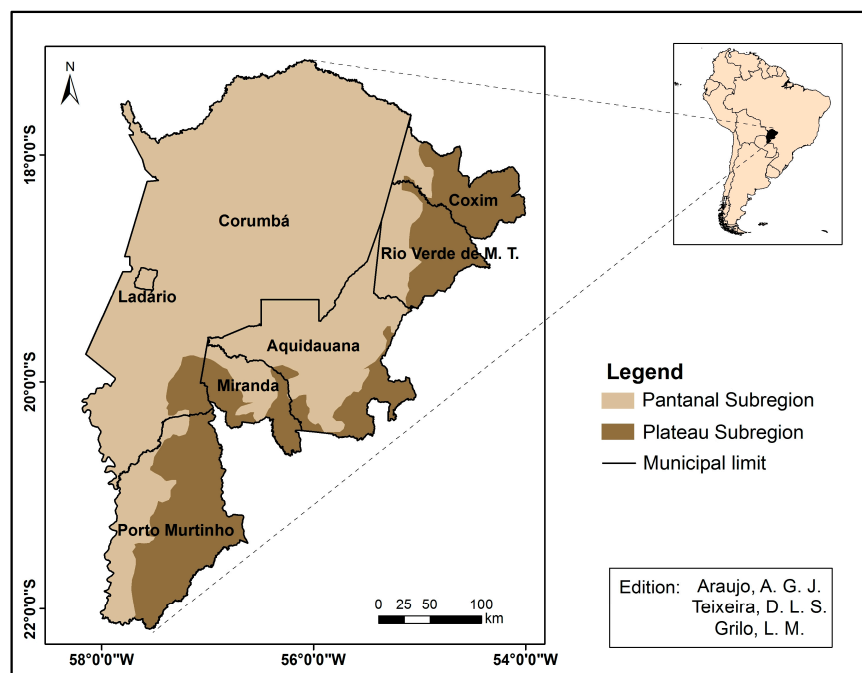 N
18°0'0"S
20°0'0"S
22°0'0"S
Corumbá
Coxim
Rio Verde de M. T.
Ladário
Aquidauana
Miranda
Porto Murtinho
0 25 50 100
km
58°0'0"W 56°0'0"W 54°0'0"W
Legend
Pantanal Subregion
Plateau Subregion
Municipal limit
Edition: Araujo, A. G. J.
Teixeira, D. L. S.
Grilo, L. M.